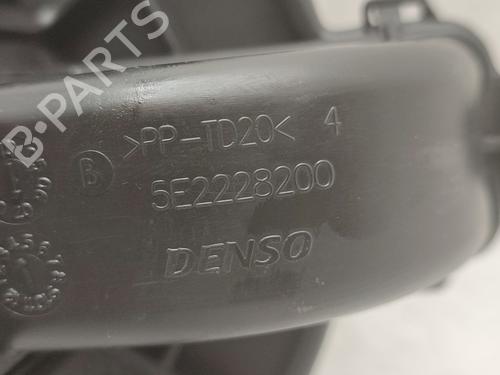 B-PARTS
>PP-TD20< 4
B
5E2228200
DENSO